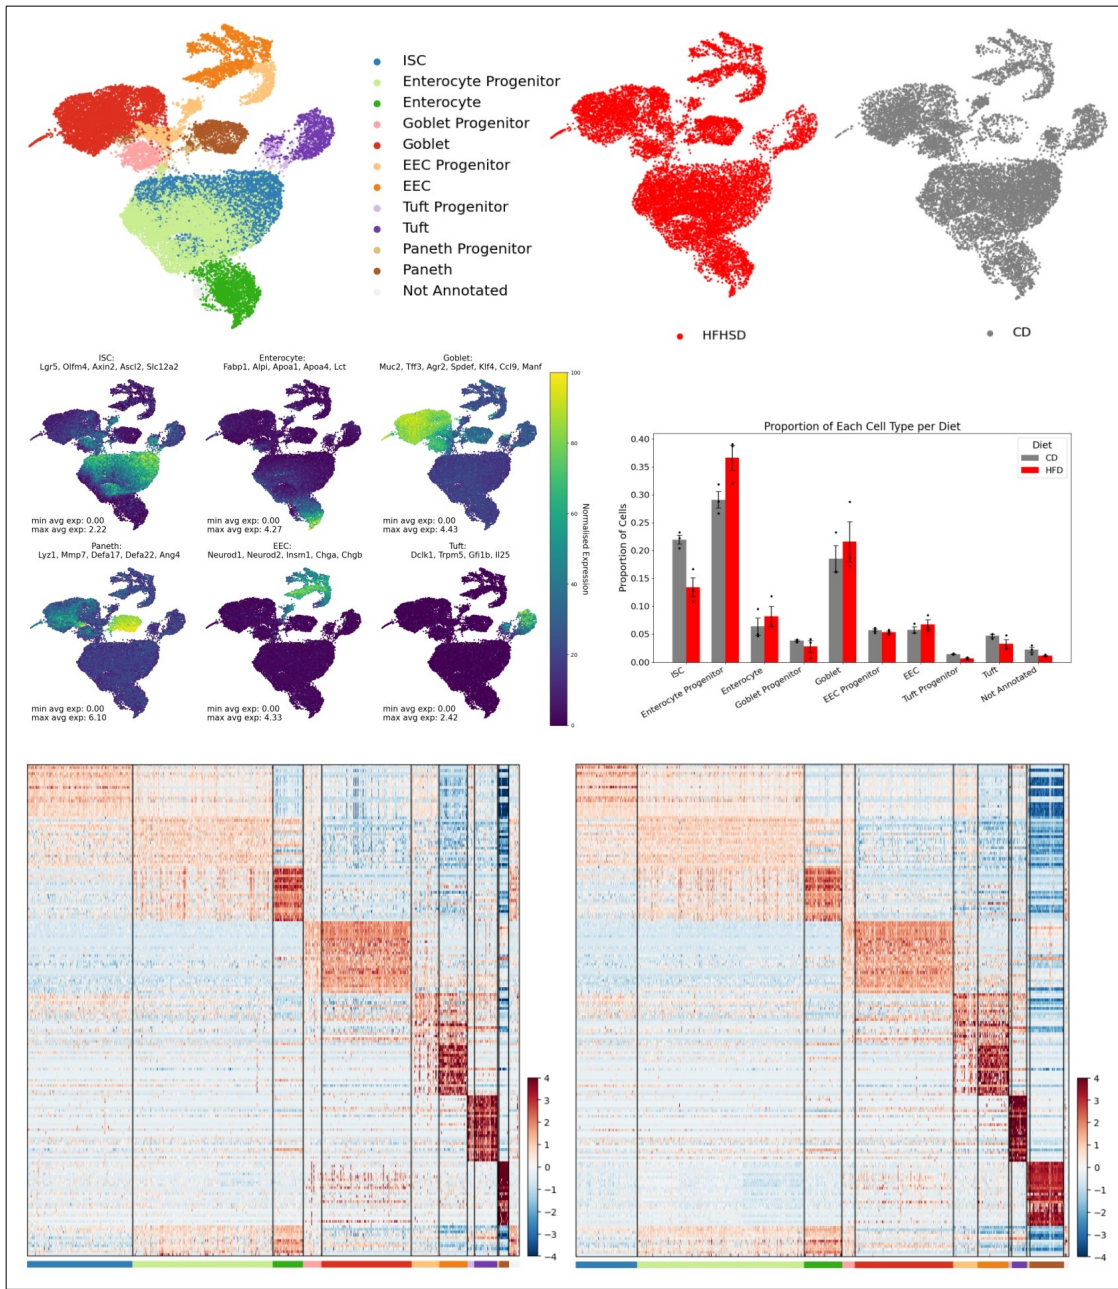 ISC
Enterocyte Progenitor
Enterocyte
Goblet Progenitor
Goblet
EEC Progenitor
EEC
Tuft Progenitor
Tuft
Paneth Progenitor
Paneth
Not Annotated
HFHSD
CD
ISC:
Lgr5, Olfm4, Axin2, Ascl2, Slc12a2
min avg exp: 0.00
max avg exp: 2.22
Enterocyte:
Fabp1, Alpi, Apoa1, Apoa4, Lct
min avg exp: 0.00
max avg exp: 4.27
Goblet:
Muc2, Tff3, Agr2, Spdef, Klf4, Ccl9, Manf
min avg exp: 0.00
max avg exp: 4.43
Paneth:
Lyz1, Mmp7, Defa17, Defa22, Ang4
min avg exp: 0.00
max avg exp: 6.10
EEC:
Neurod1, Neurod2, Insm1, Chga, Chgb
min avg exp: 0.00
max avg exp: 4.33
Tuft:
Dclk1, Trpm5, Gfi1b, Il25
min avg exp: 0.00
max avg exp: 2.42
100
80
60
40
20
0
Normalised Expression
Proportion of Each Cell Type per Diet
Diet
CD
HFD
Proportion of Cells
0.40
0.35
0.30
0.25
0.20
0.15
0.10
0.05
0.00
ISC
Enterocyte Progenitor
Enterocyte
Goblet Progenitor
Goblet
EEC Progenitor
EEC
Tuft Progenitor
Tuft
Not Annotated
4
3
2
1
0
−1
−2
−3
−4
4
3
2
1
0
−1
−2
−3
−4